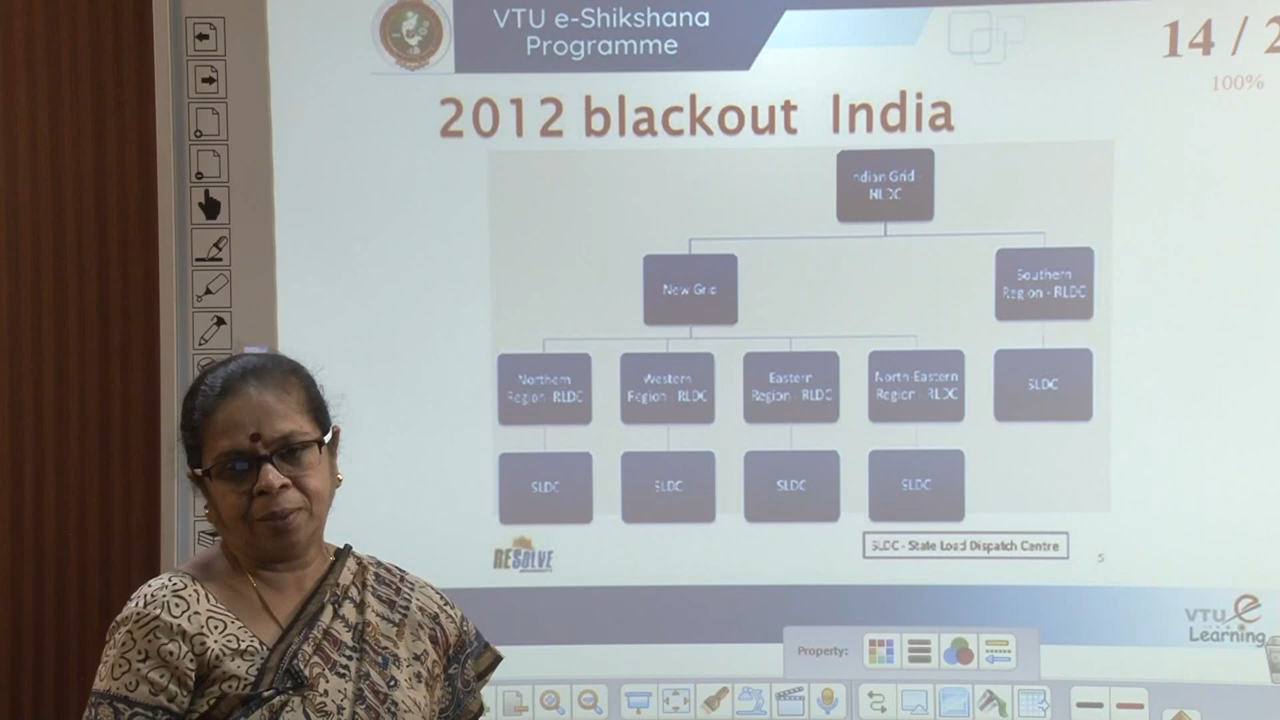 VTU e-Shikshana
Programme
14 / 2
100%
2012 blackout India
ndian Grid -
NLDC
New Grid
Southern
Region - RLDC
Northern
Region - RLDC
Western
Region - RLDC
Eastern
Region - RLDC
North-Eastern
Region - RLDC
SLDC
SLDC
SLDC
SLDC
SLDC
RESOLVE
SLDC - State Load Dispatch Centre
5
VTU e
Learning
Property: